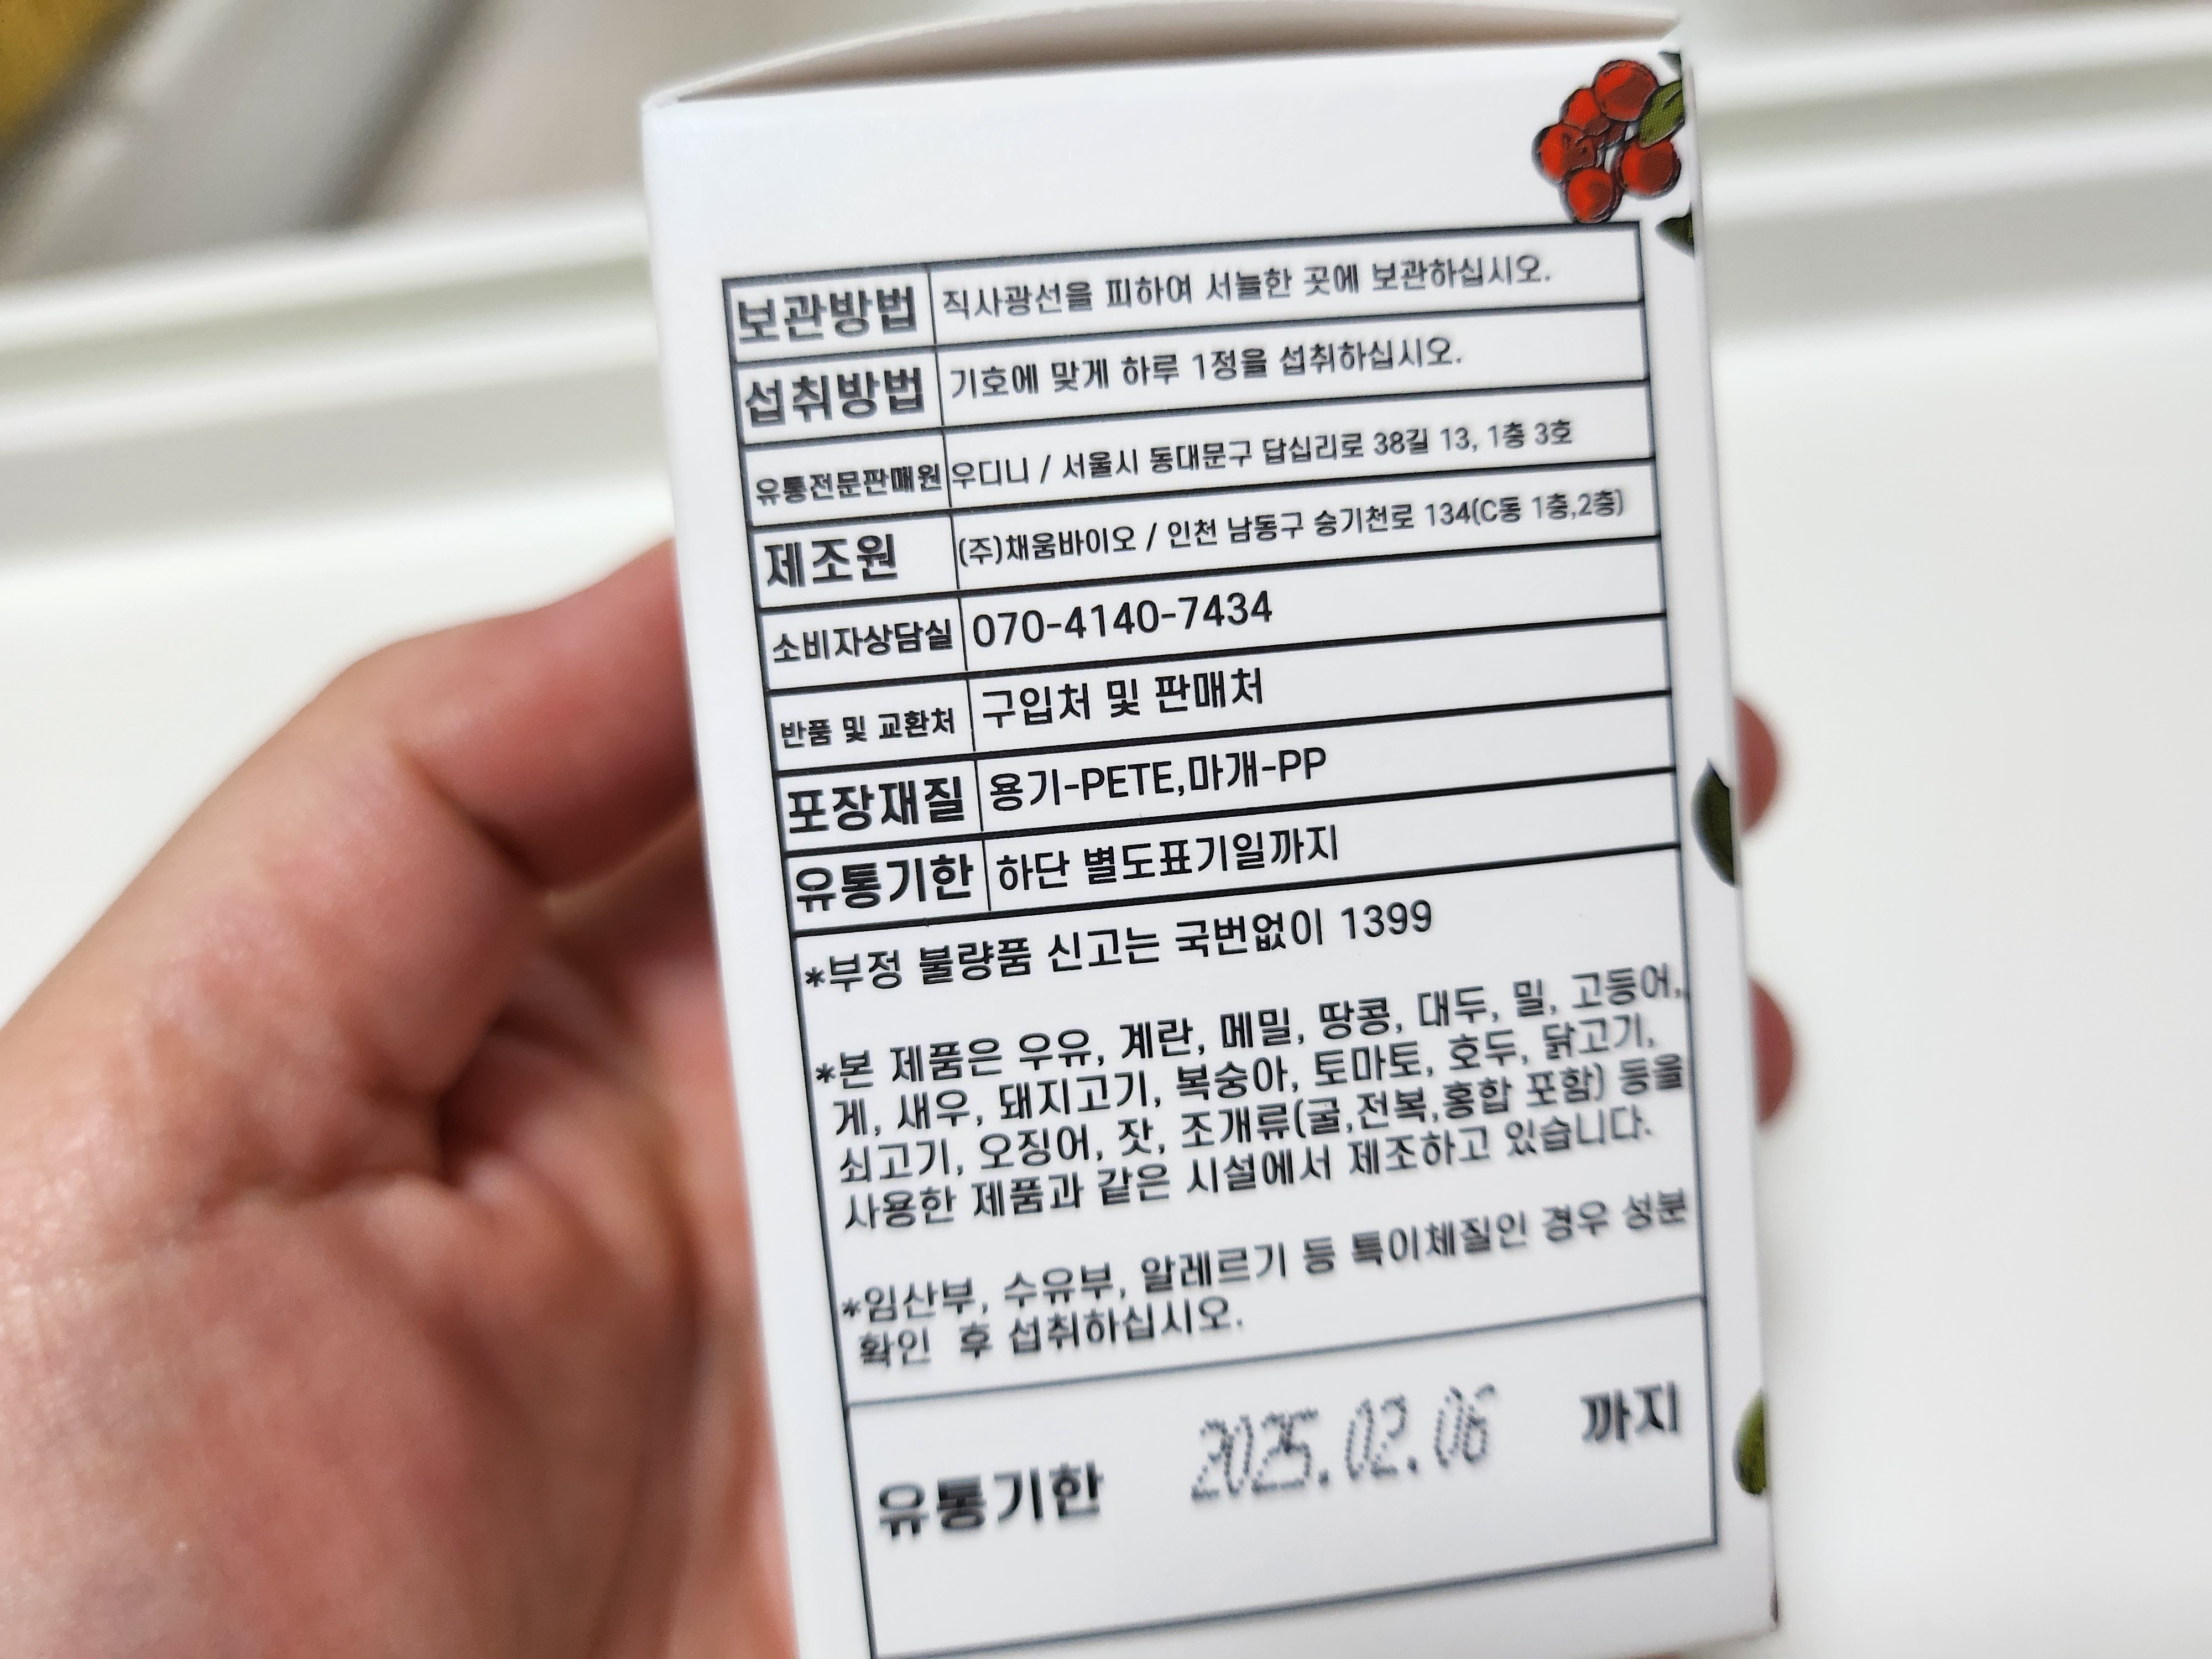 보관방법 직사광선을 피하여 서늘한 곳에 보관하십시오.
섭취방법 기호에 맞게 하루 1정을 섭취하십시오.
유통전문판매원 우디니 / 서울시 동대문구 답십리로 38길 13, 1층 3호
제조원 (주)채움바이오 / 인천 남동구 승기천로 134(C동 1층,2층)
소비자상담실 070-4140-7434
반품 및 교환처 구입처 및 판매처
포장재질 용기-PETE,마개-PP
유통기한 하단 별도표기일까지
*부정 불량품 신고는 국번없이 1399
*본 제품은 우유, 계란, 메밀, 땅콩, 대두, 밀, 고등어,
게, 새우, 돼지고기, 복숭아, 토마토, 호두, 닭고기,
쇠고기, 오징어, 잣, 조개류(굴,전복,홍합 포함) 등을
사용한 제품과 같은 시설에서 제조하고 있습니다.
*임산부, 수유부, 알레르기 등 특이체질인 경우 성분
확인 후 섭취하십시오.
유통기한 2025.02.06 까지